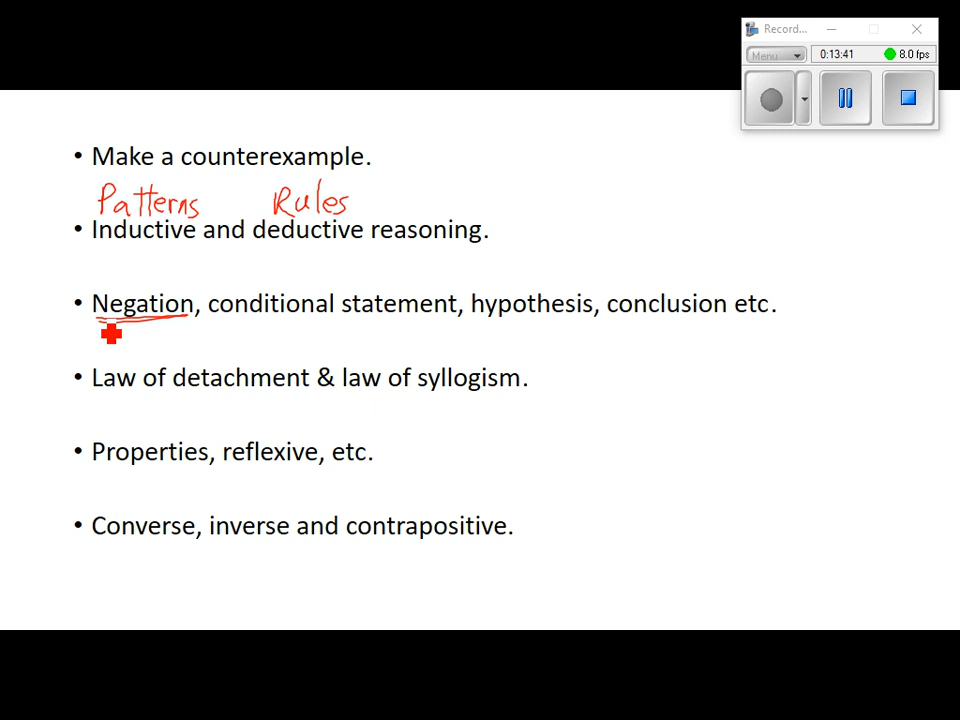 Record...
Menu 0:13:41 8.0 fps
• Make a counterexample.
Patterns Rules
• Inductive and deductive reasoning.
• Negation, conditional statement, hypothesis, conclusion etc.
• Law of detachment & law of syllogism.
• Properties, reflexive, etc.
• Converse, inverse and contrapositive.